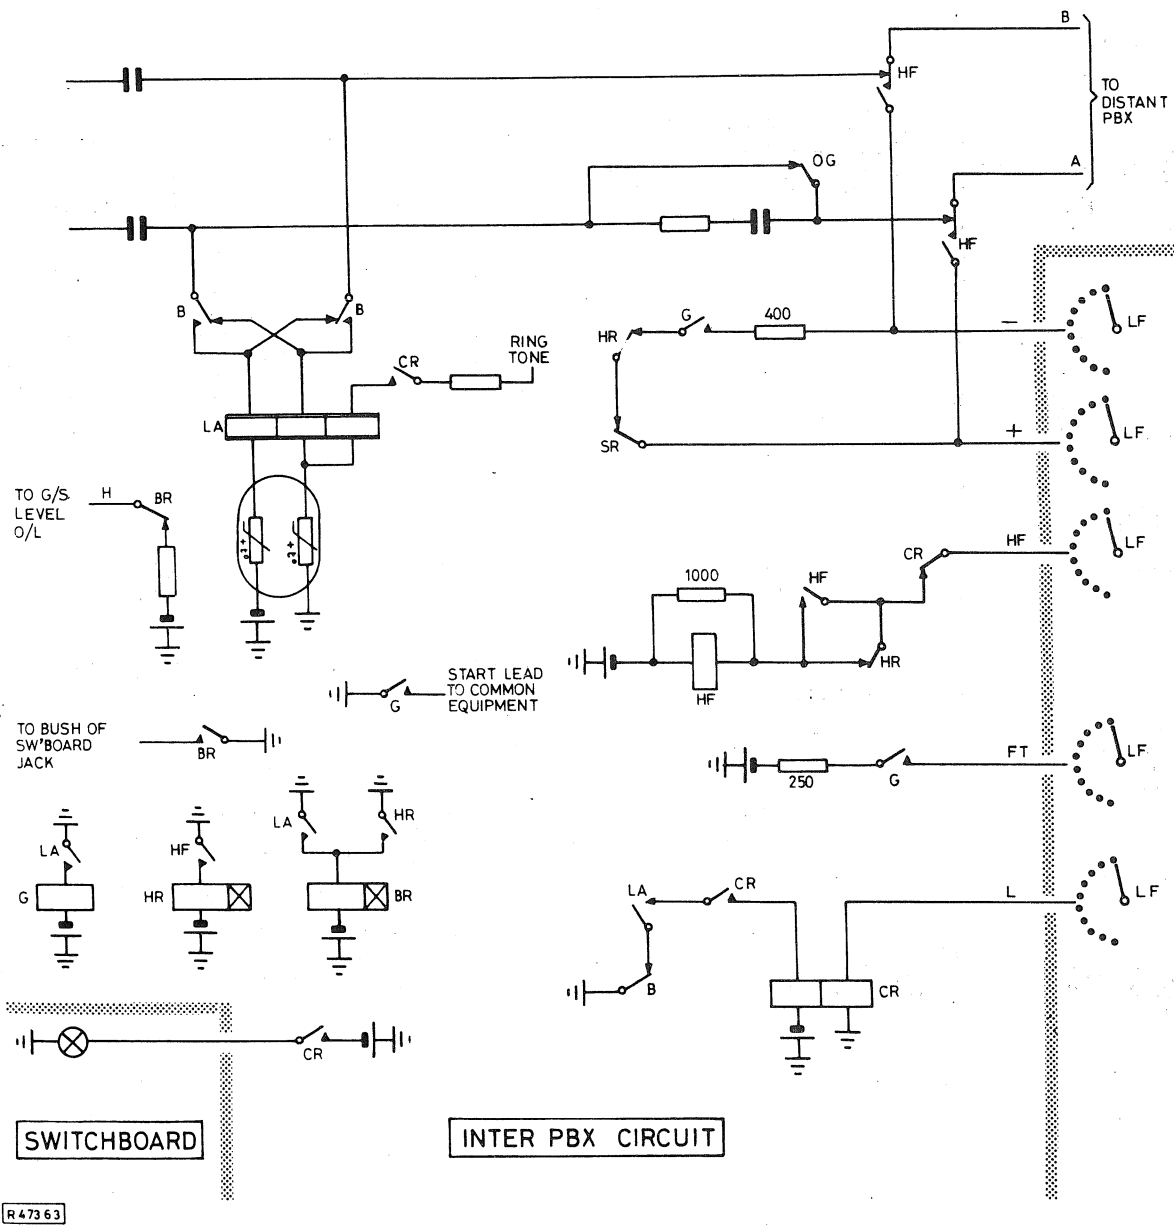 B
HF
TO
DISTANT
PBX
A
OG
HF
B
B
G
400
−
LF
HR
RING
TONE
CR
LA
SR
+
LF
TO G/S
LEVEL
O/L
H
BR
+t°
+t°
HF
LF
CR
1000
HF
HR
HF
START LEAD
TO COMMON
EQUIPMENT
G
TO BUSH OF
SW'BOARD
JACK
BR
FT
LF
250
G
LA
HR
LA
HF
G
HR
BR
LA
CR
L
LF
B
CR
CR
SWITCHBOARD
INTER PBX CIRCUIT
R47363